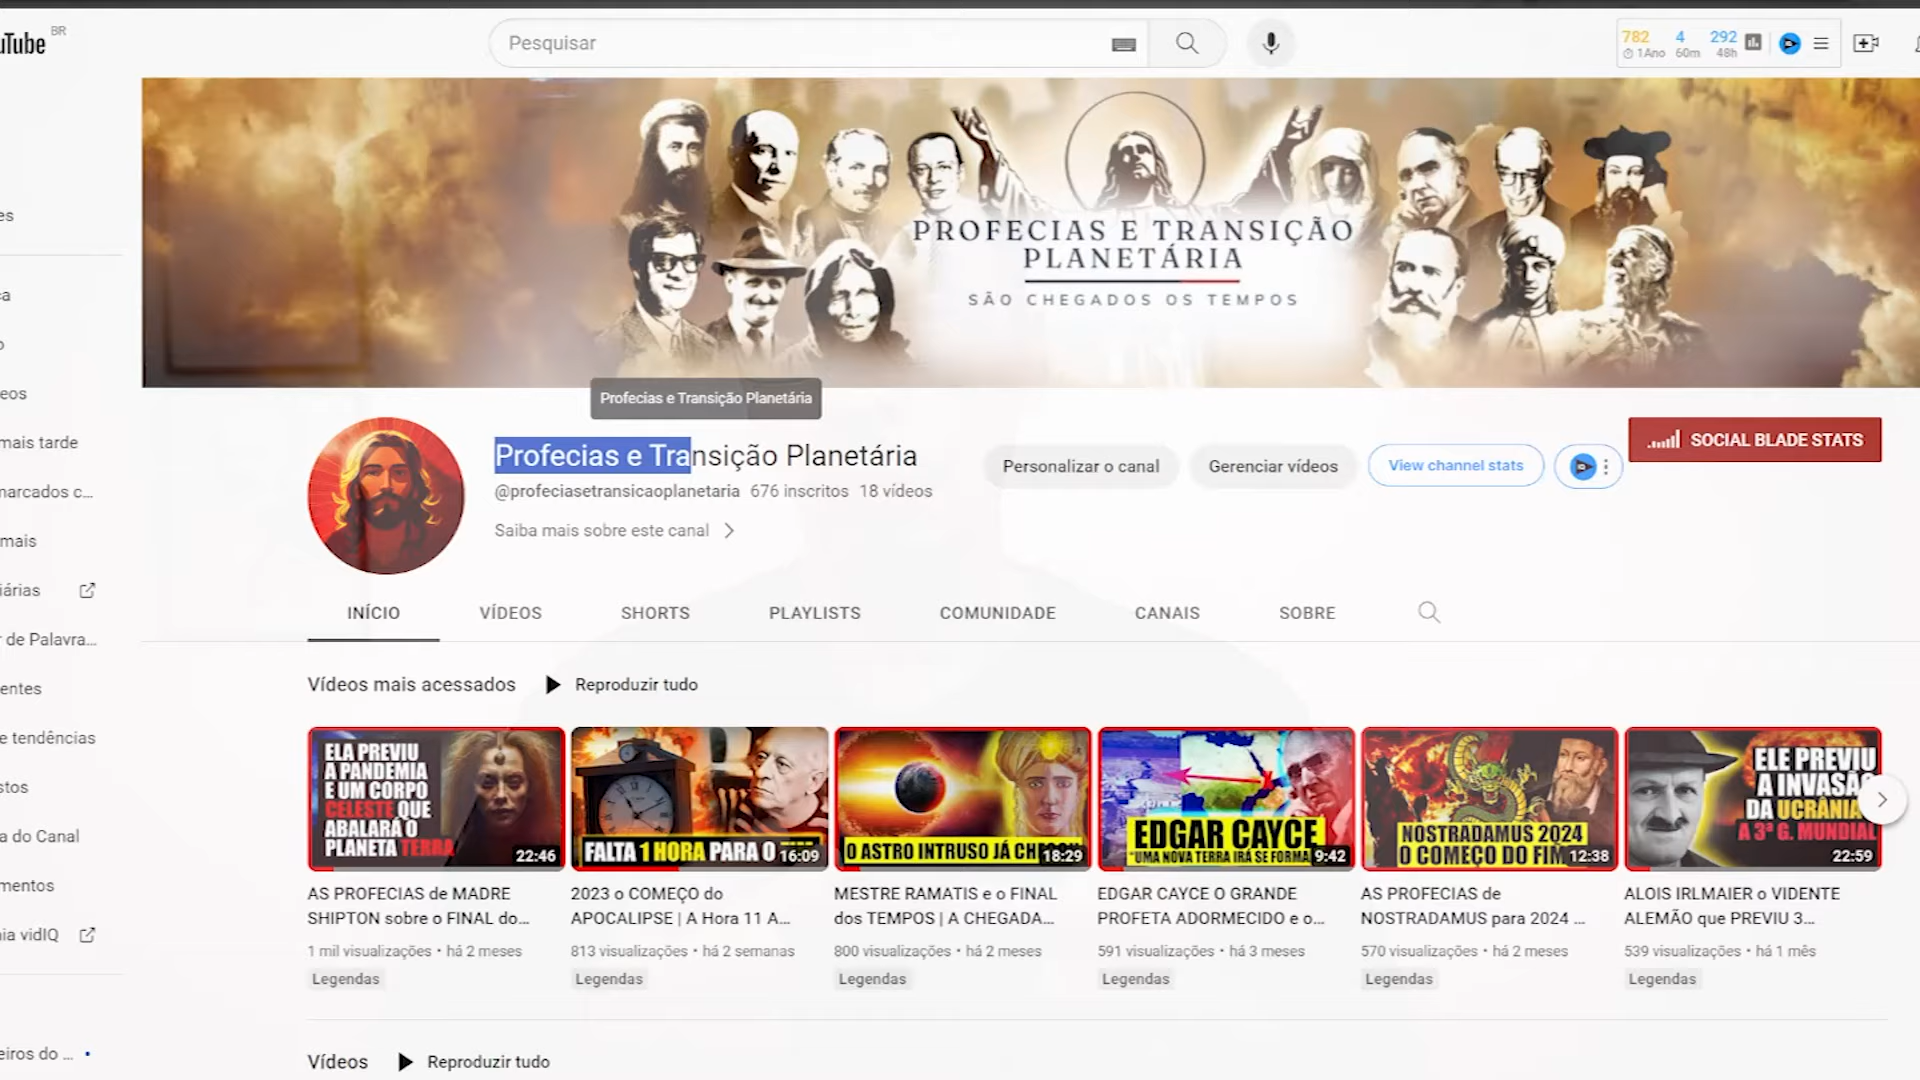 uTube BR
Pesquisar
782 4 292
1Ano 60m 48h
PROFECIAS E TRANSIÇÃO
PLANETÁRIA
SÃO CHEGADOS OS TEMPOS
Profecias e Transição Planetária
Profecias e Transição Planetária
@profeciasetransicaoplanetaria 676 inscritos 18 vídeos
Saiba mais sobre este canal
Personalizar o canal
Gerenciar vídeos
View channel stats
SOCIAL BLADE STATS
es
ca
o
eos
mais tarde
marcados c...
mais
iárias
r de Palavra...
entes
e tendências
stos
a do Canal
mentos
ia vidIQ
eiros do ...
INÍCIO VÍDEOS SHORTS PLAYLISTS COMUNIDADE CANAIS SOBRE
Vídeos mais acessados Reproduzir tudo
ELA PREVIU
A PANDEMIA
E UM CORPO
CELESTE QUE
ABALARÁ O
PLANETA TERRA
22:46
FALTA 1 HORA PARA O
16:09
O ASTRO INTRUSO JÁ
18:29
EDGAR CAYCE
"UMA NOVA TERRA IRÁ SE FORMA
9:42
NOSTRADAMUS 2024
O COMEÇO DO FIM
12:38
ELE PREVIU
A INVASÃO
DA UCRÂNIA
A 3ª G. MUNDIAL
22:59
AS PROFECIAS de MADRE
SHIPTON sobre o FINAL do...
1 mil visualizações • há 2 meses
Legendas
2023 o COMEÇO do
APOCALIPSE | A Hora 11 A...
813 visualizações • há 2 semanas
Legendas
MESTRE RAMATIS e o FINAL
dos TEMPOS | A CHEGADA...
800 visualizações • há 2 meses
Legendas
EDGAR CAYCE O GRANDE
PROFETA ADORMECIDO e o...
591 visualizações • há 3 meses
Legendas
AS PROFECIAS de
NOSTRADAMUS para 2024 ...
570 visualizações • há 2 meses
Legendas
ALOIS IRLMAIER o VIDENTE
ALEMÃO que PREVIU 3...
539 visualizações • há 1 mês
Legendas
Vídeos Reproduzir tudo